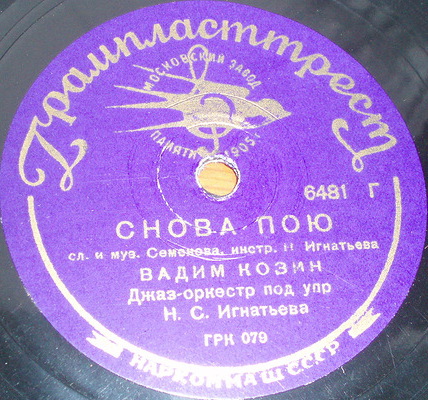 Грампласттрест
МОСКОВСКИЙ ЗАВОД
ПАМЯТИ 1905 г
6481 Г
СНОВА ПОЮ
сл. и муз. Семенова, инстр. Н Игнатьева
ВАДИМ КОЗИН
Джаз-оркестр под упр
Н. С. Игнатьева
ГРК 079
НАРКОММАШ СССР